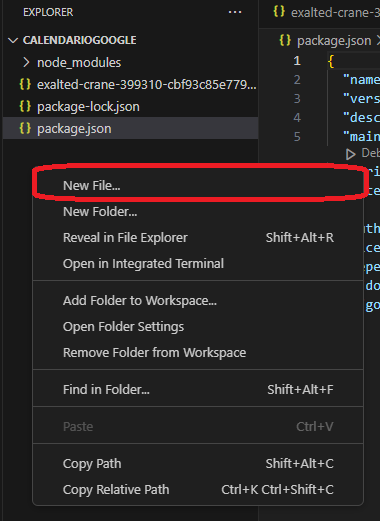 EXPLORER
...
exalted-crane-399310
CALENDARIOGOOGLE
node_modules
{} exalted-crane-399310-cbf93c85e779...
{} package-lock.json
{} package.json
{} package.json
1 {
2 "name
3 "vers
4 "desc
5 "main
Deb
New File...
New Folder...
Reveal in File Explorer Shift+Alt+R
Open in Integrated Terminal
Add Folder to Workspace...
Open Folder Settings
Remove Folder from Workspace
Find in Folder... Shift+Alt+F
Paste Ctrl+V
Copy Path Shift+Alt+C
Copy Relative Path Ctrl+K Ctrl+Shift+C